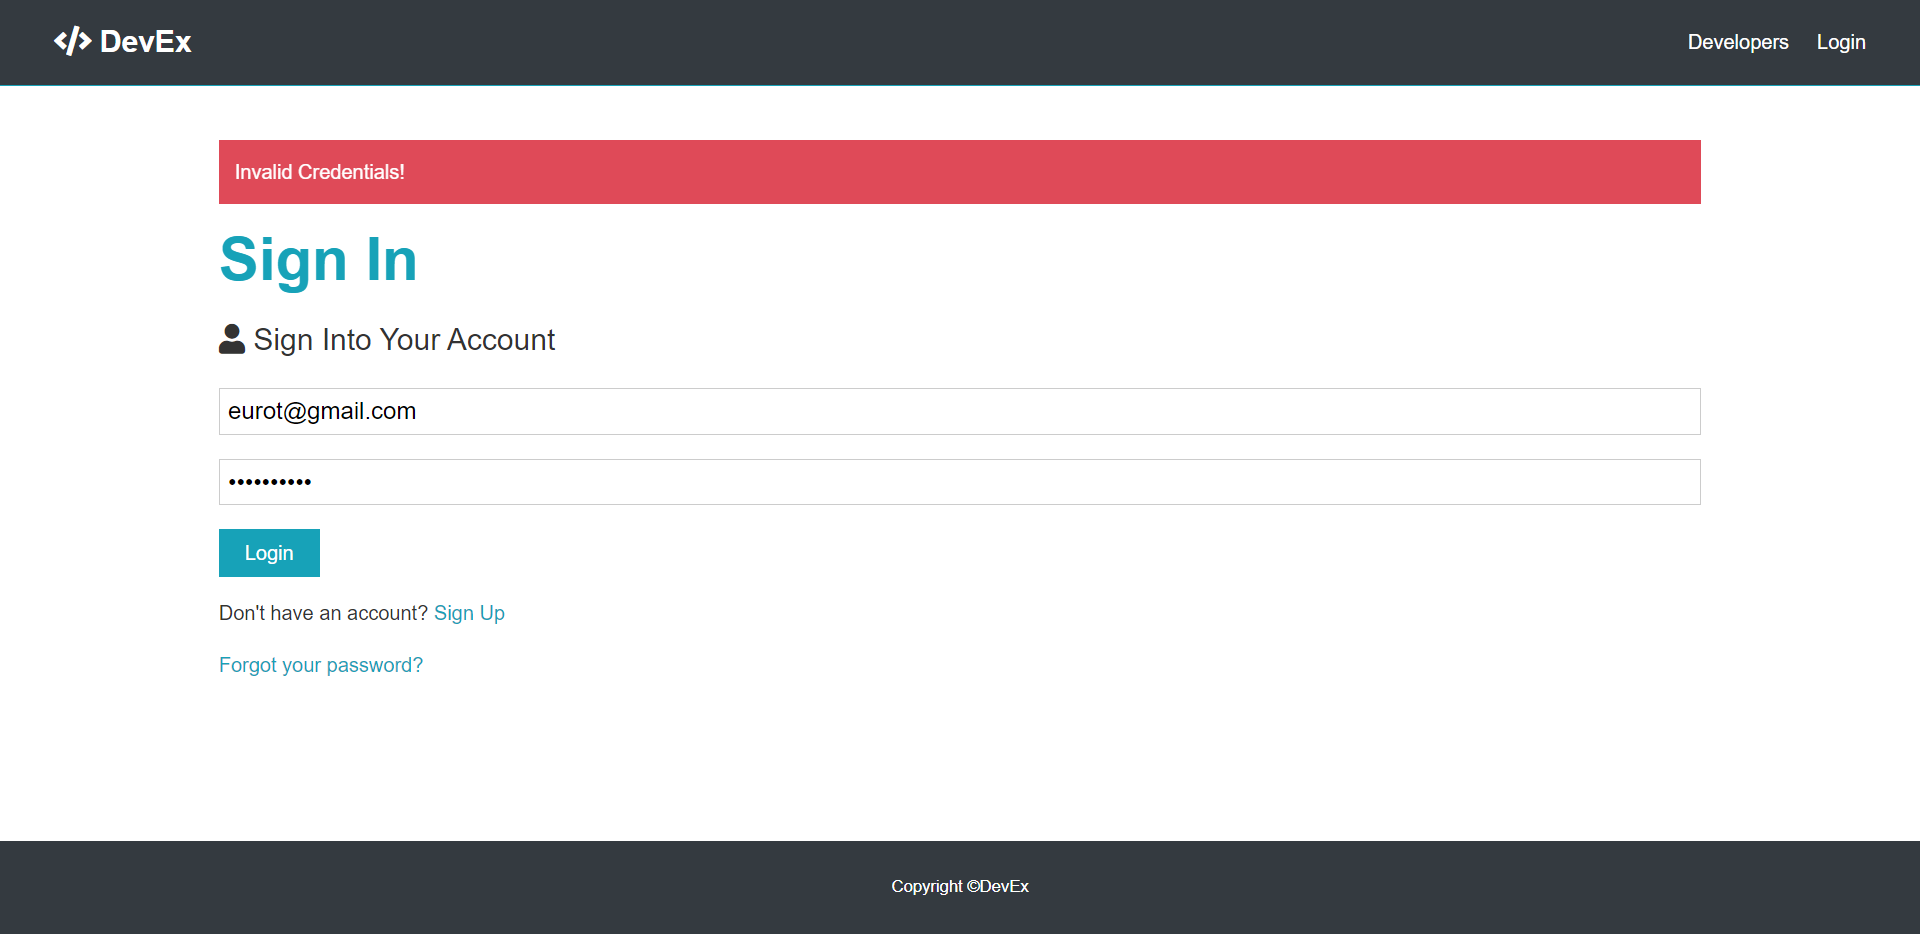 DevEx
Developers Login
Invalid Credentials!
Sign In
Sign Into Your Account
eurot@gmail.com
••••••••••
Login
Don't have an account? Sign Up
Forgot your password?
Copyright ©DevEx